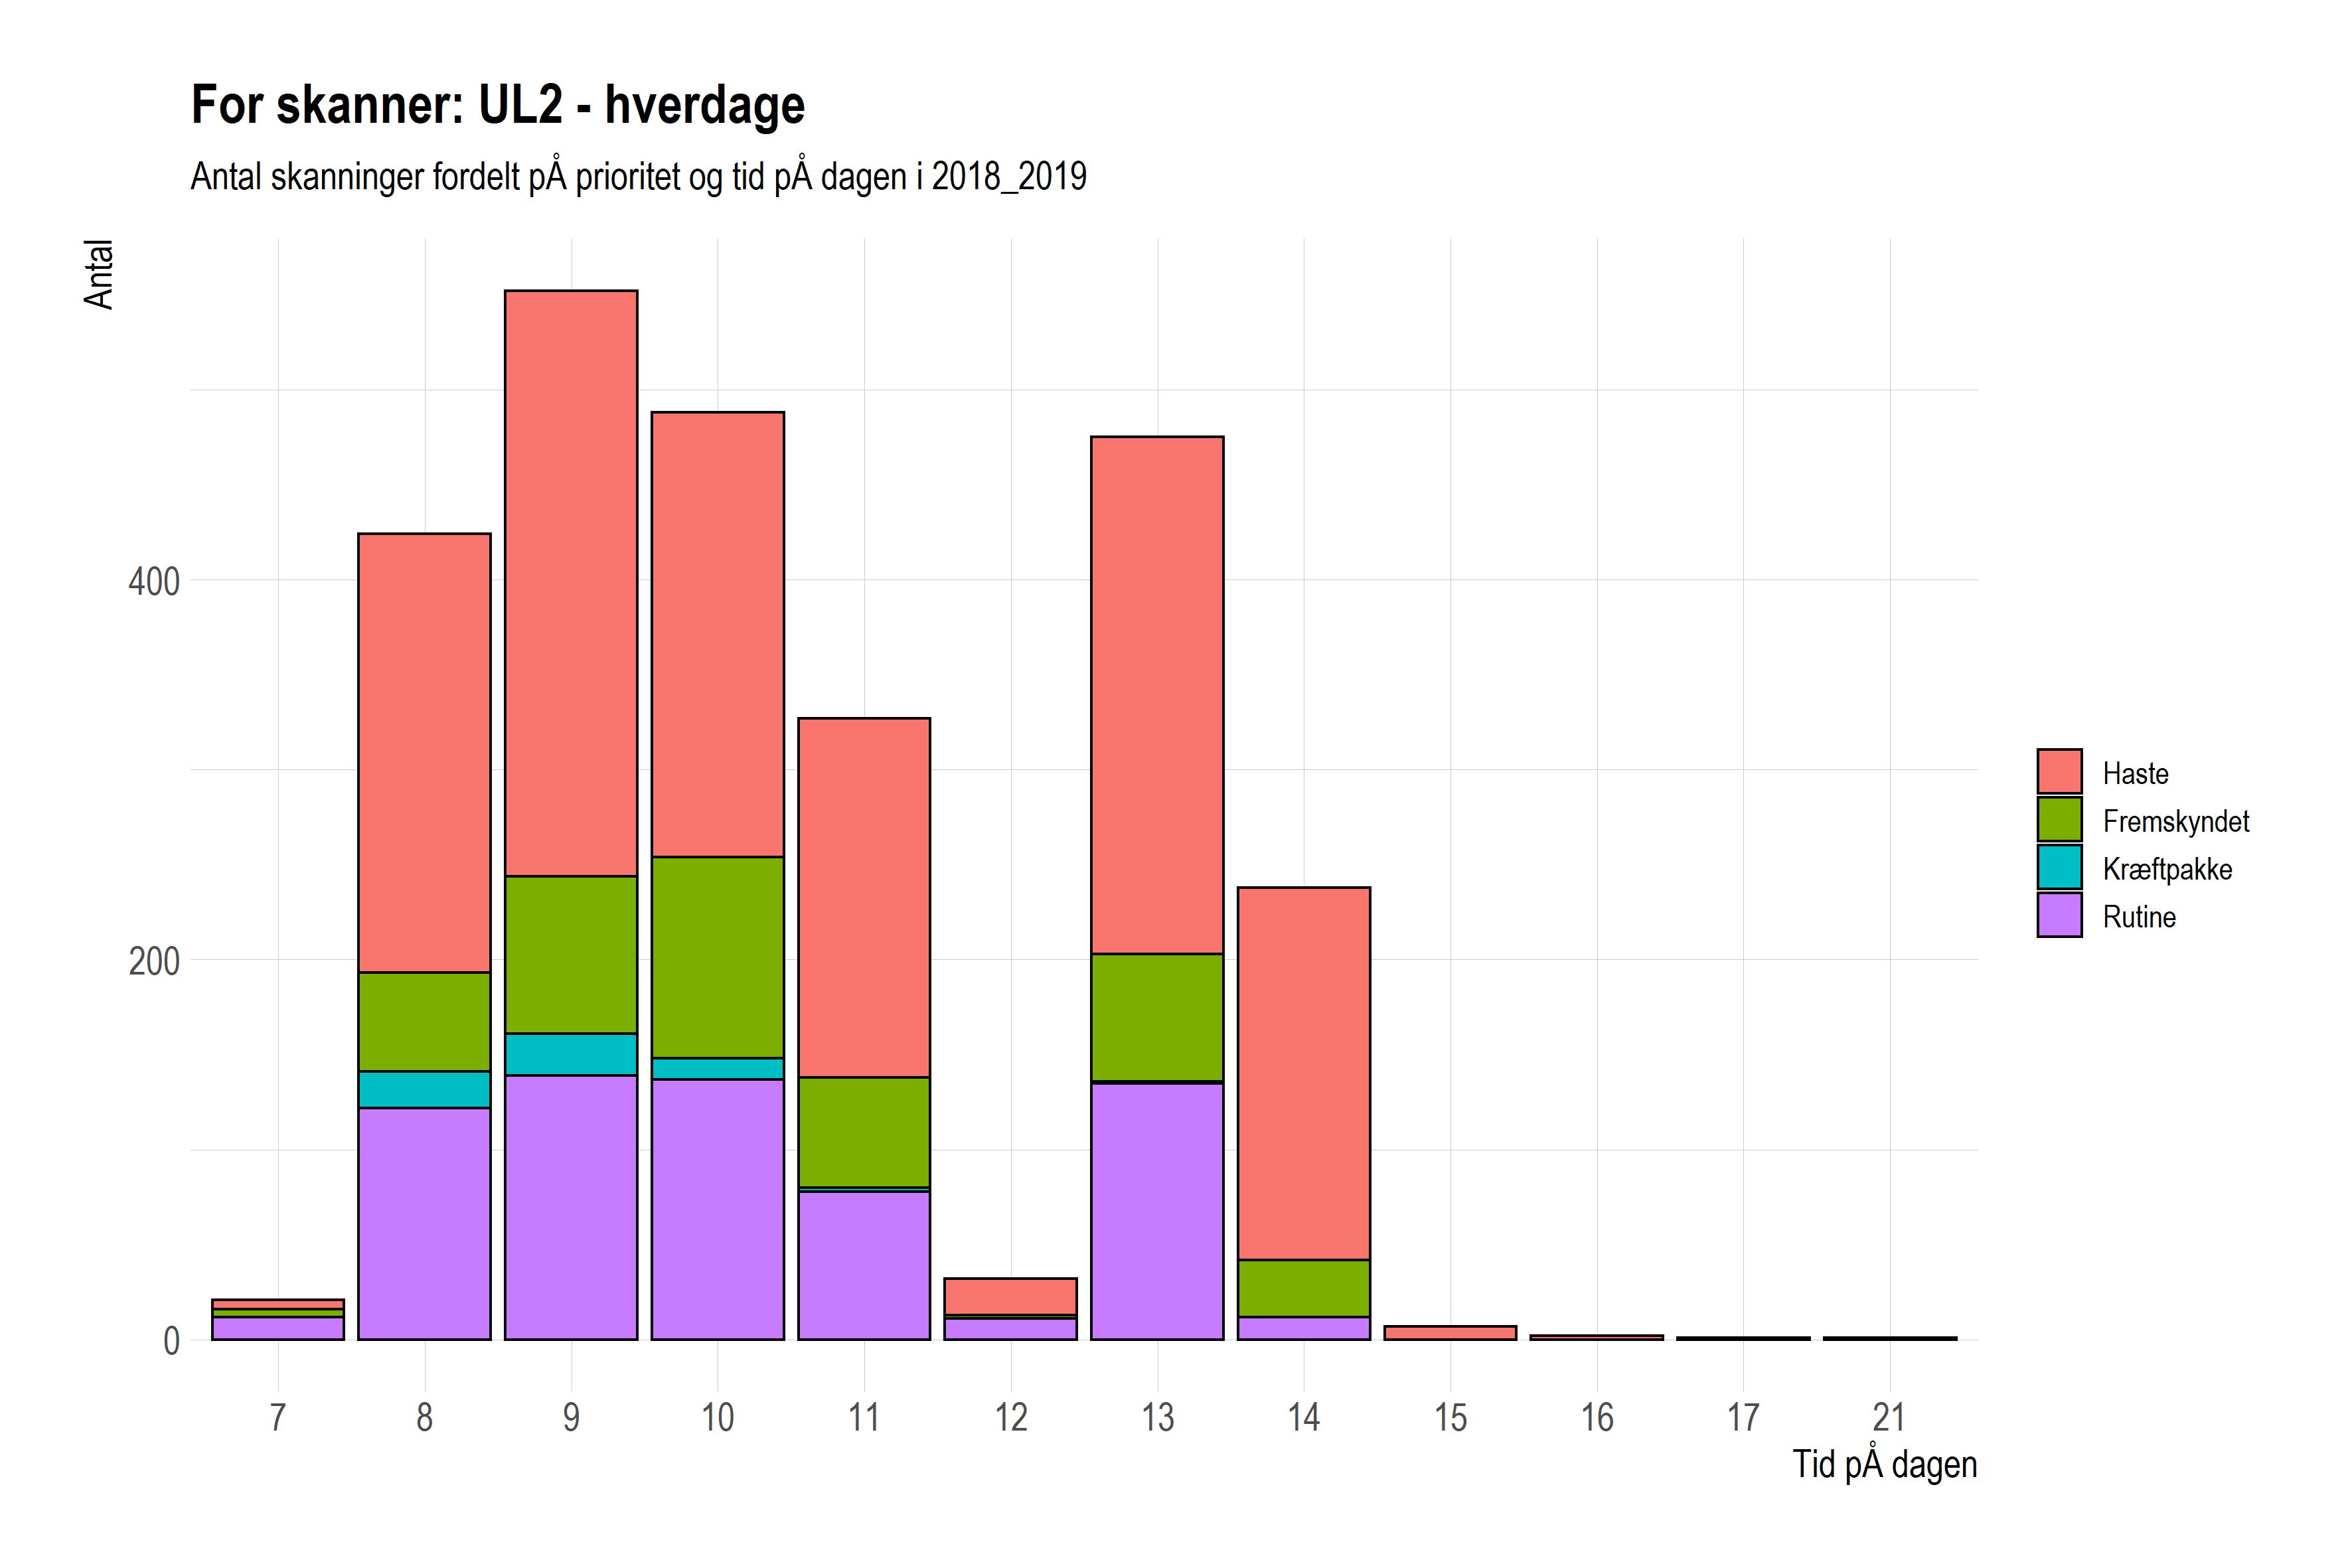 For skanner: UL2 - hverdage
Antal skanninger fordelt pÅ prioritet og tid pÅ dagen i 2018_2019
Antal
400
200
0
7 8 9 10 11 12 13 14 15 16 17 21
Tid pÅ dagen
Haste
Fremskyndet
Kræftpakke
Rutine